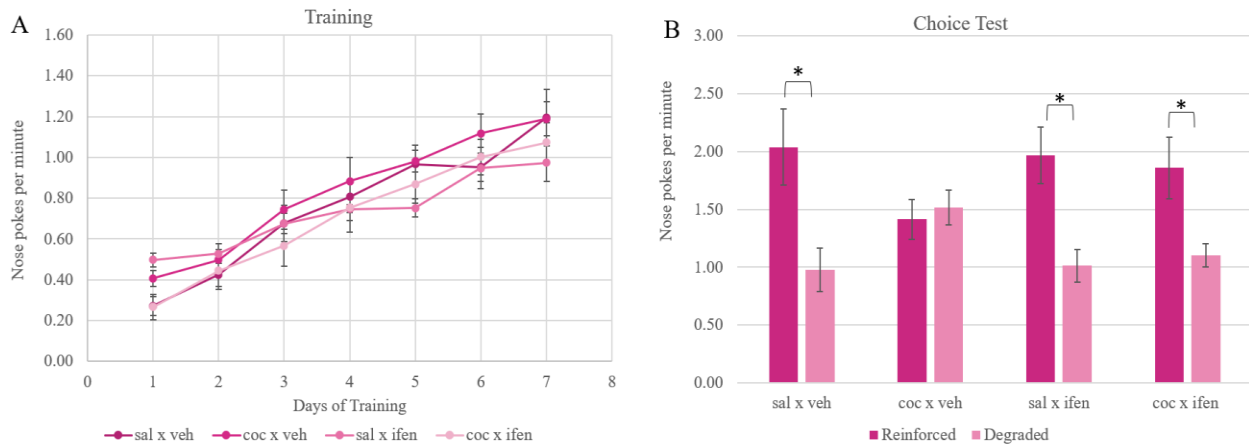 A
Training
1.60
1.40
1.20
1.00
0.80
0.60
0.40
0.20
0.00
Nose pokes per minute
0 1 2 3 4 5 6 7 8
Days of Training
sal x veh coc x veh sal x ifen coc x ifen
B
Choice Test
3.00
2.50
2.00
1.50
1.00
0.50
0.00
Nose pokes per minute
* * *
sal x veh coc x veh sal x ifen coc x ifen
Reinforced Degraded